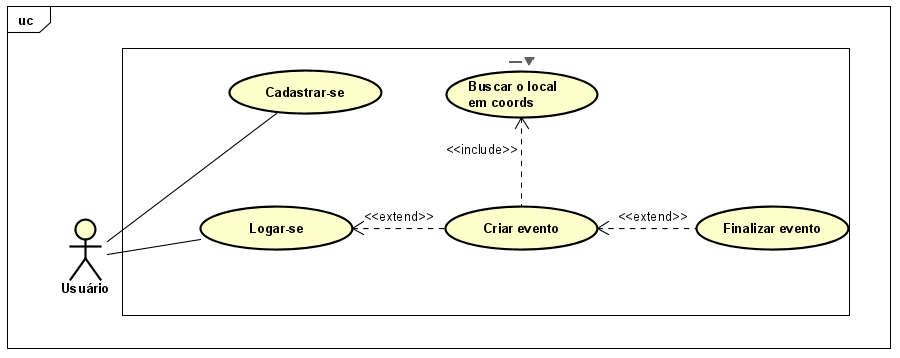 uc
Cadastrar-se
Buscar o local
em coords
<<include>>
Logar-se
<<extend>>
Criar evento
<<extend>>
Finalizar evento
Usuário